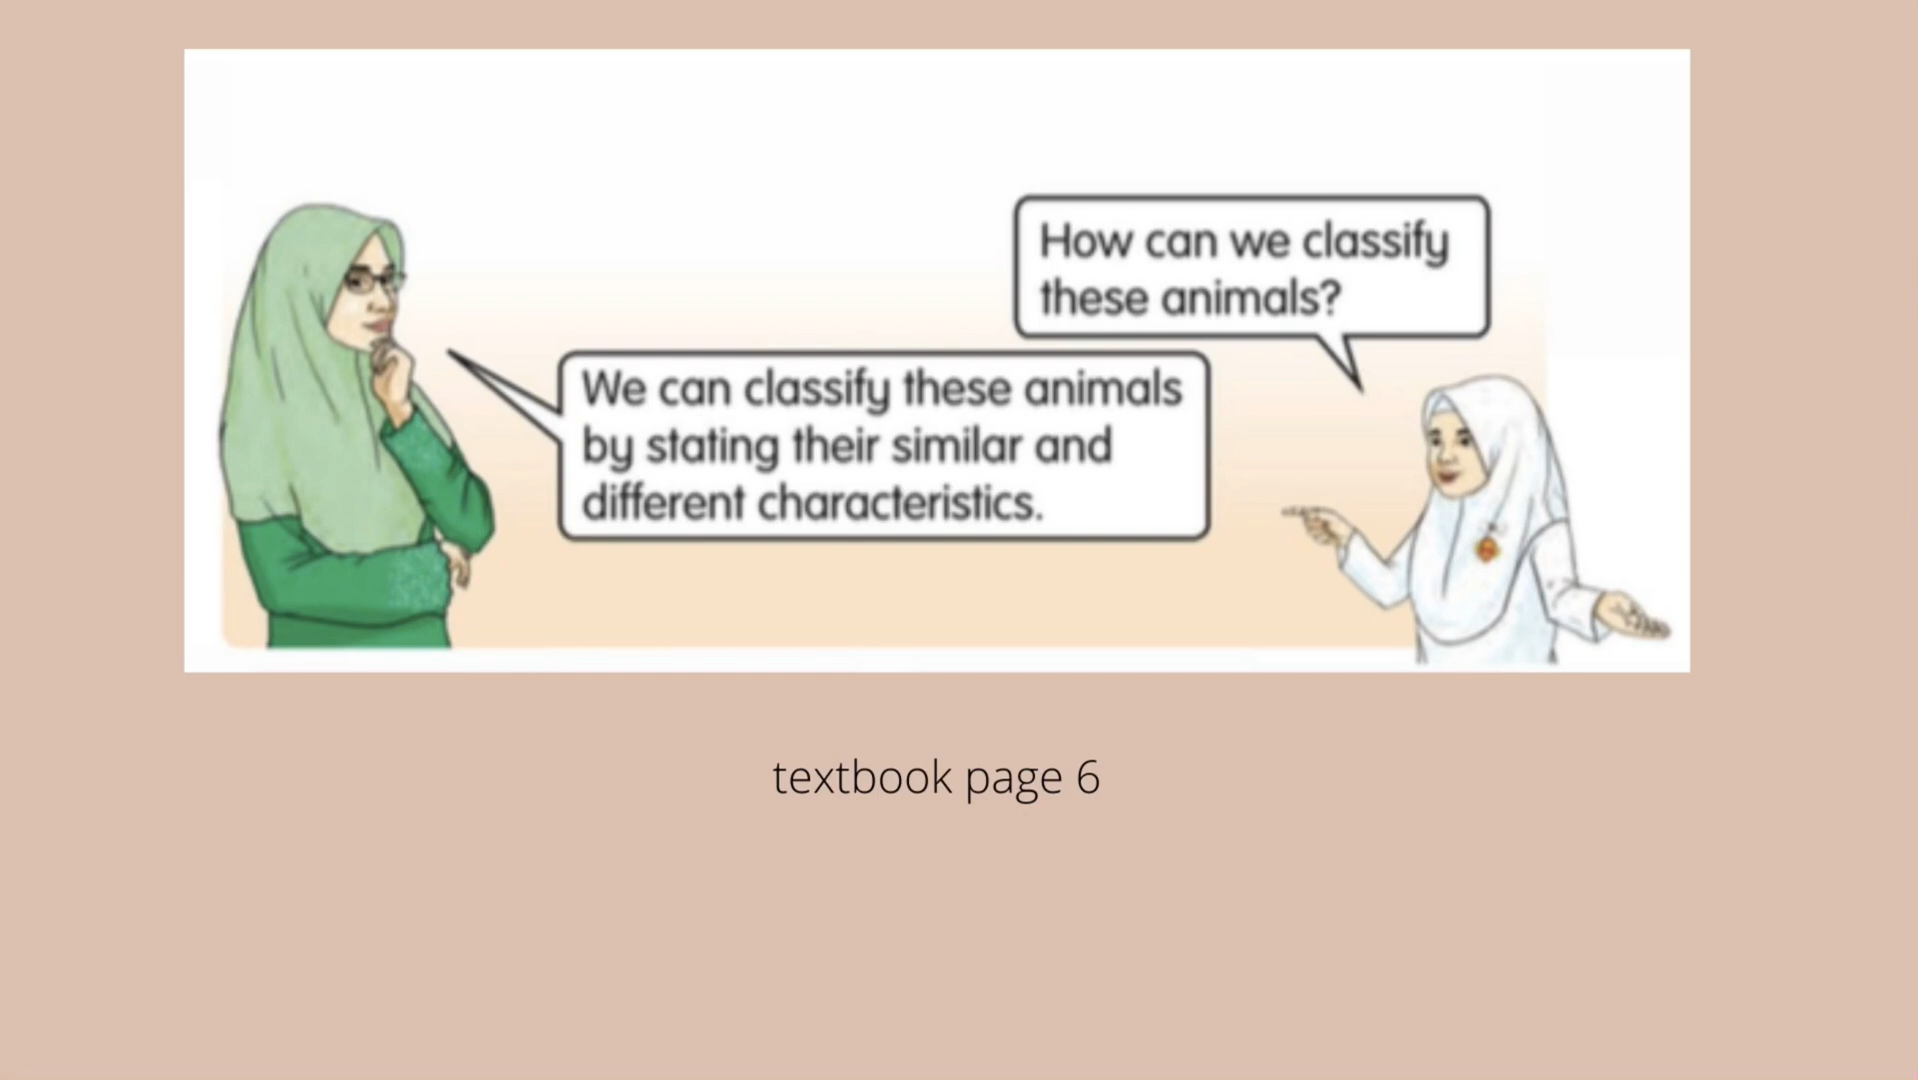 How can we classify
these animals?
We can classify these animals
by stating their similar and
different characteristics.
textbook page 6